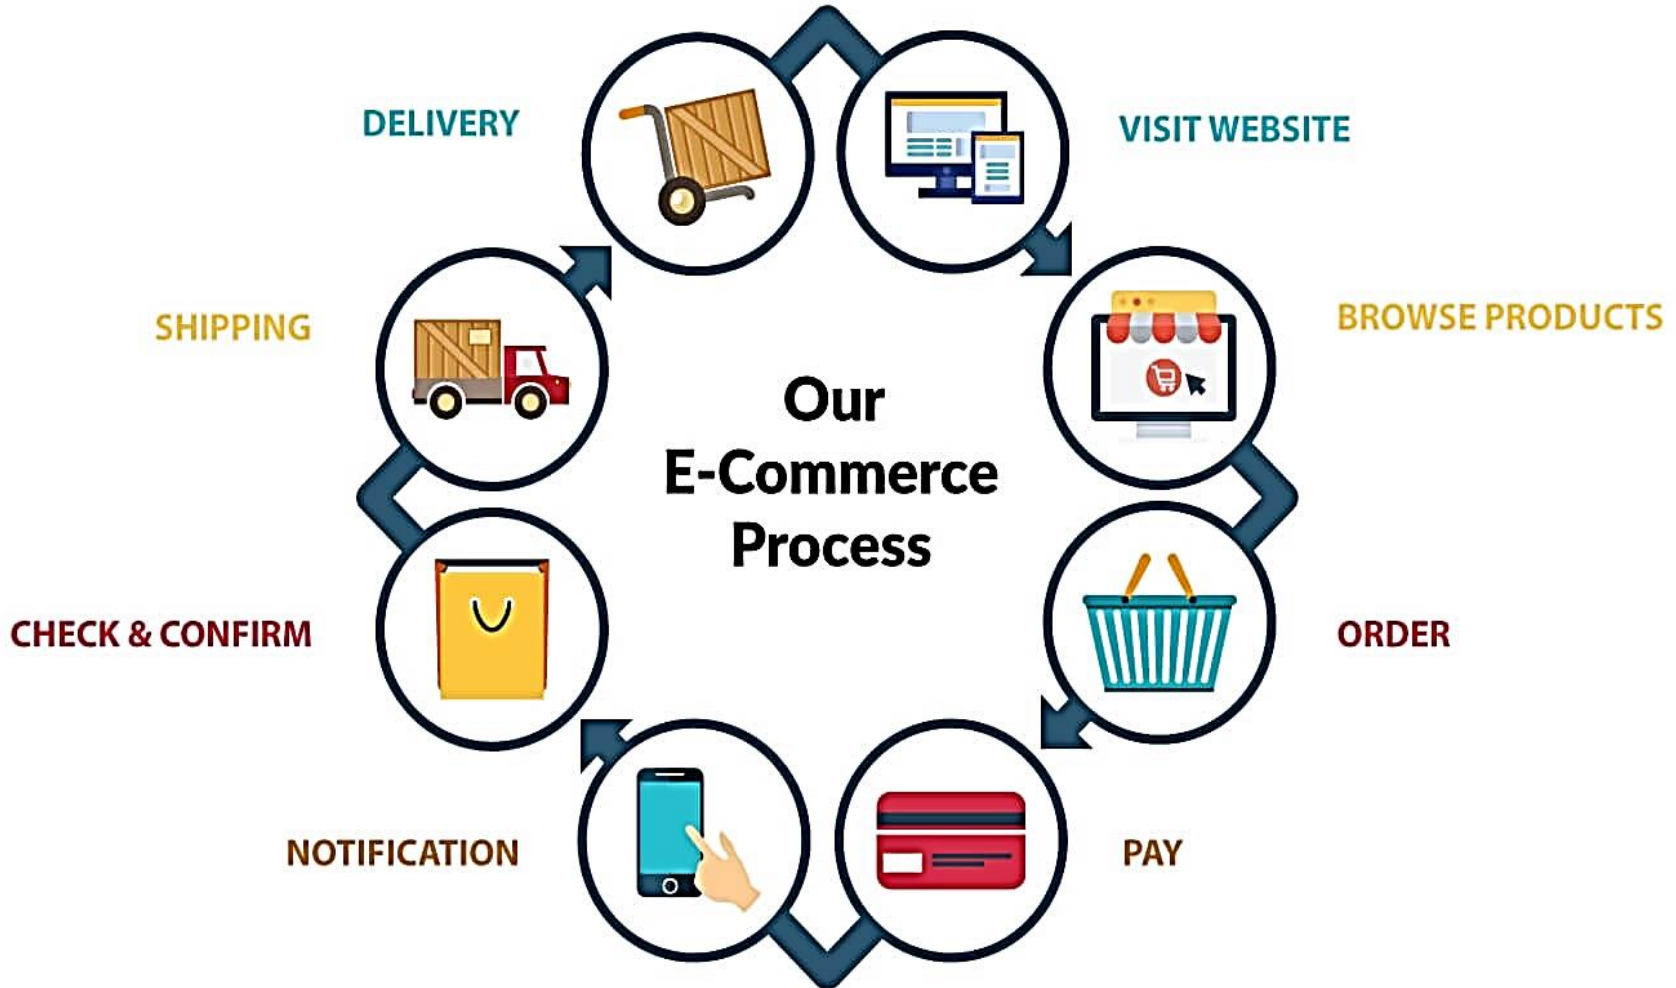 DELIVERY
VISIT WEBSITE
SHIPPING
BROWSE PRODUCTS
Our
E-Commerce
Process
CHECK & CONFIRM
ORDER
NOTIFICATION
PAY